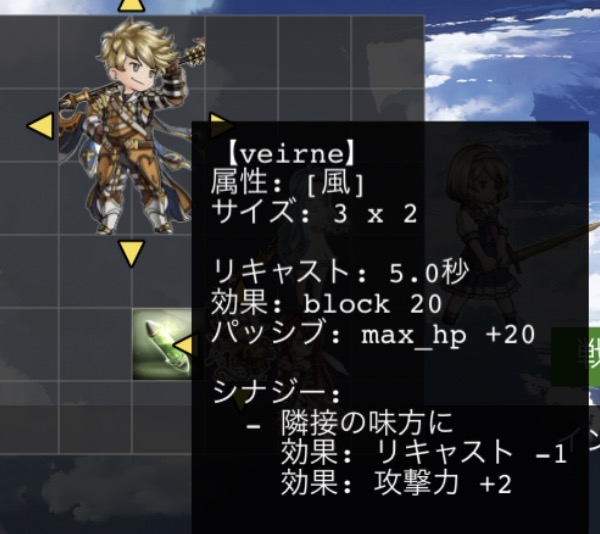 【veirne】
属性: [風]
サイズ: 3 x 2
リキャスト: 5.0秒
効果: block 20
パッシブ: max_hp +20
シナジー:
- 隣接の味方に
効果: リキャスト -1
効果: 攻撃力 +2
戦